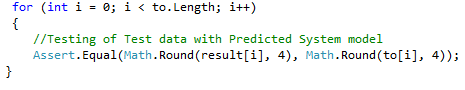 for (int i = 0; i < to.Length; i++)
{
//Testing of Test data with Predicted System model
Assert.Equal(Math.Round(result[i], 4), Math.Round(to[i], 4));
}